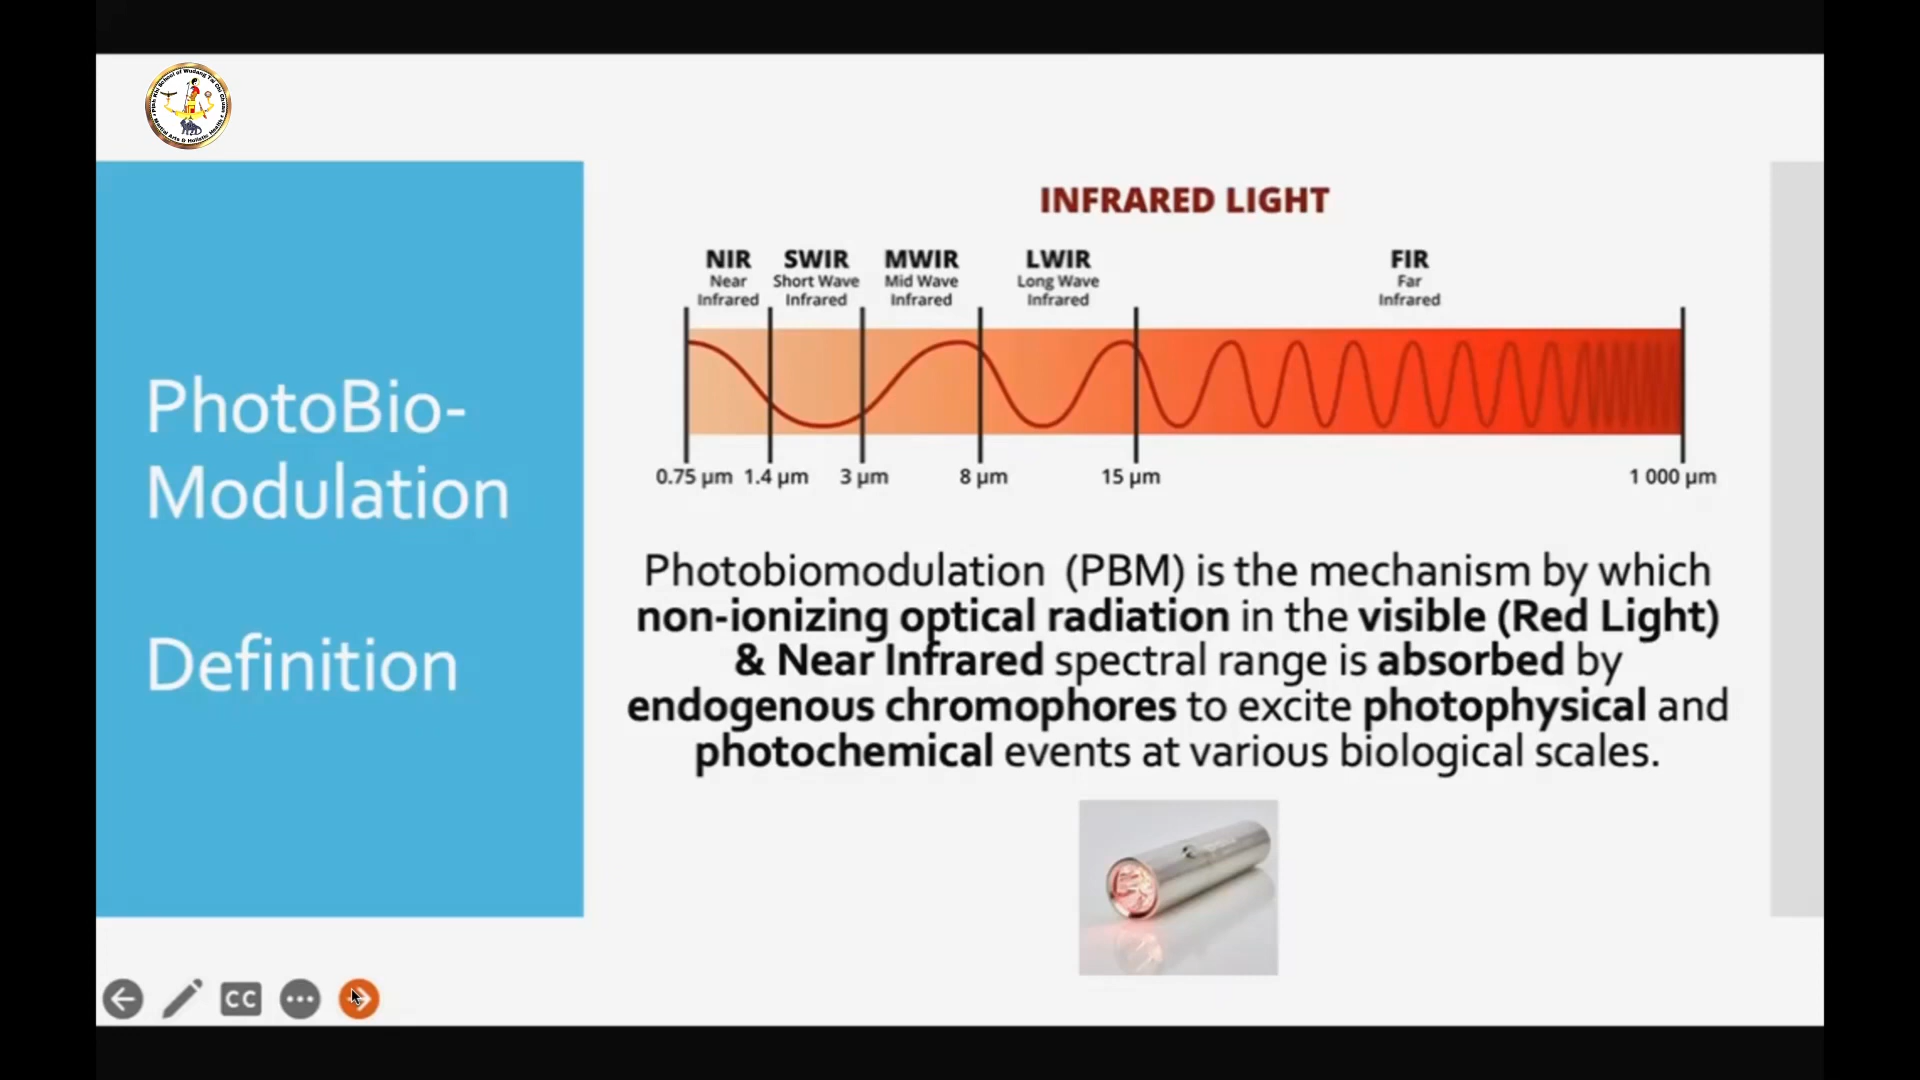 PhotoBio-
Modulation
Definition
INFRARED LIGHT
NIR
Near
Infrared
SWIR
Short Wave
Infrared
MWIR
Mid Wave
Infrared
LWIR
Long Wave
Infrared
FIR
Far
Infrared
0.75 µm 1.4 µm 3 µm 8 µm 15 µm 1 000 µm
Photobiomodulation (PBM) is the mechanism by which
non-ionizing optical radiation in the visible (Red Light)
& Near Infrared spectral range is absorbed by
endogenous chromophores to excite photophysical and
photochemical events at various biological scales.
CC